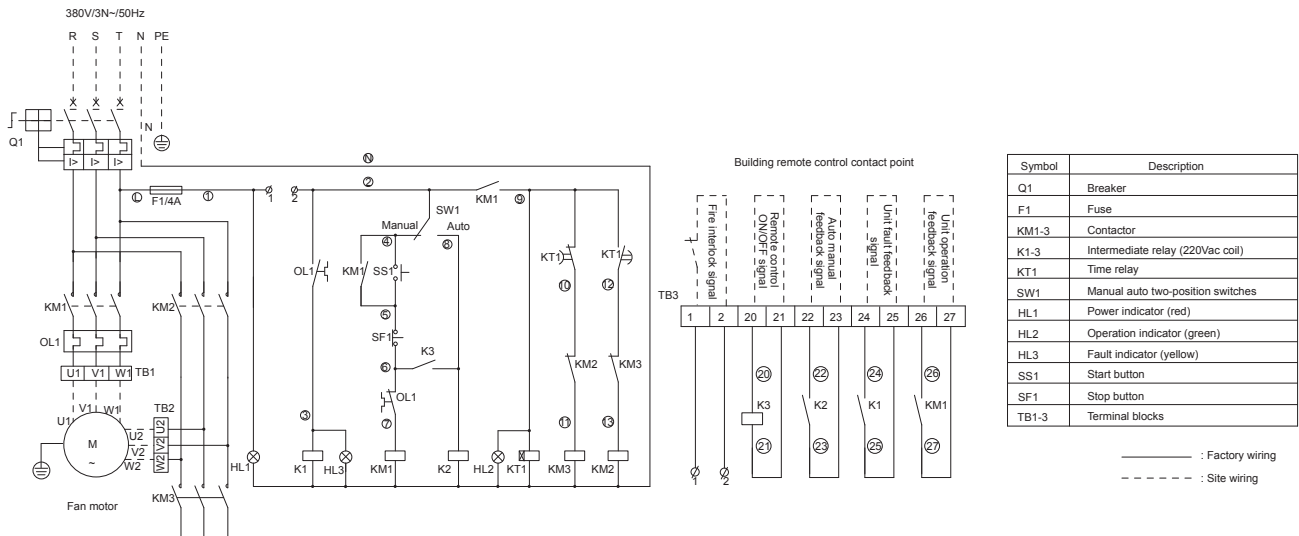 380V/3N~/50Hz
R S T N PE
N
Q1
I> I> I>
N
L
F1/4A
1
1
2
2
KM1
9
SW1
Manual
Auto
4
8
OL1
KM1
SS1
5
SF1
6
K3
OL1
7
3
KT1
10
KT1
12
KM2
KM3
11
13
KM1
KM2
OL1
U1 V1 W1 TB1
U1 V1 W1
TB2
U2
V2
W2
U2
V2
W2
M
~
Fan motor
KM3
HL1
K1
HL3
KM1
K2
HL2
KT1
KM3
KM2
Building remote control contact point
Fire interlock signal
Remote control
ON/OFF signal
Auto manual
feedback signal
Unit fault feedback
signal
Unit operation
feedback signal
TB3
1 2 20 21 22 23 24 25 26 27
20 22 24 26
K3 K2 K1 KM1
21 23 25 27
1 2
Symbol Description
Q1 Breaker
F1 Fuse
KM1-3 Contactor
K1-3 Intermediate relay (220Vac coil)
KT1 Time relay
SW1 Manual auto two-position switches
HL1 Power indicator (red)
HL2 Operation indicator (green)
HL3 Fault indicator (yellow)
SS1 Start button
SF1 Stop button
TB1-3 Terminal blocks
: Factory wiring
: Site wiring